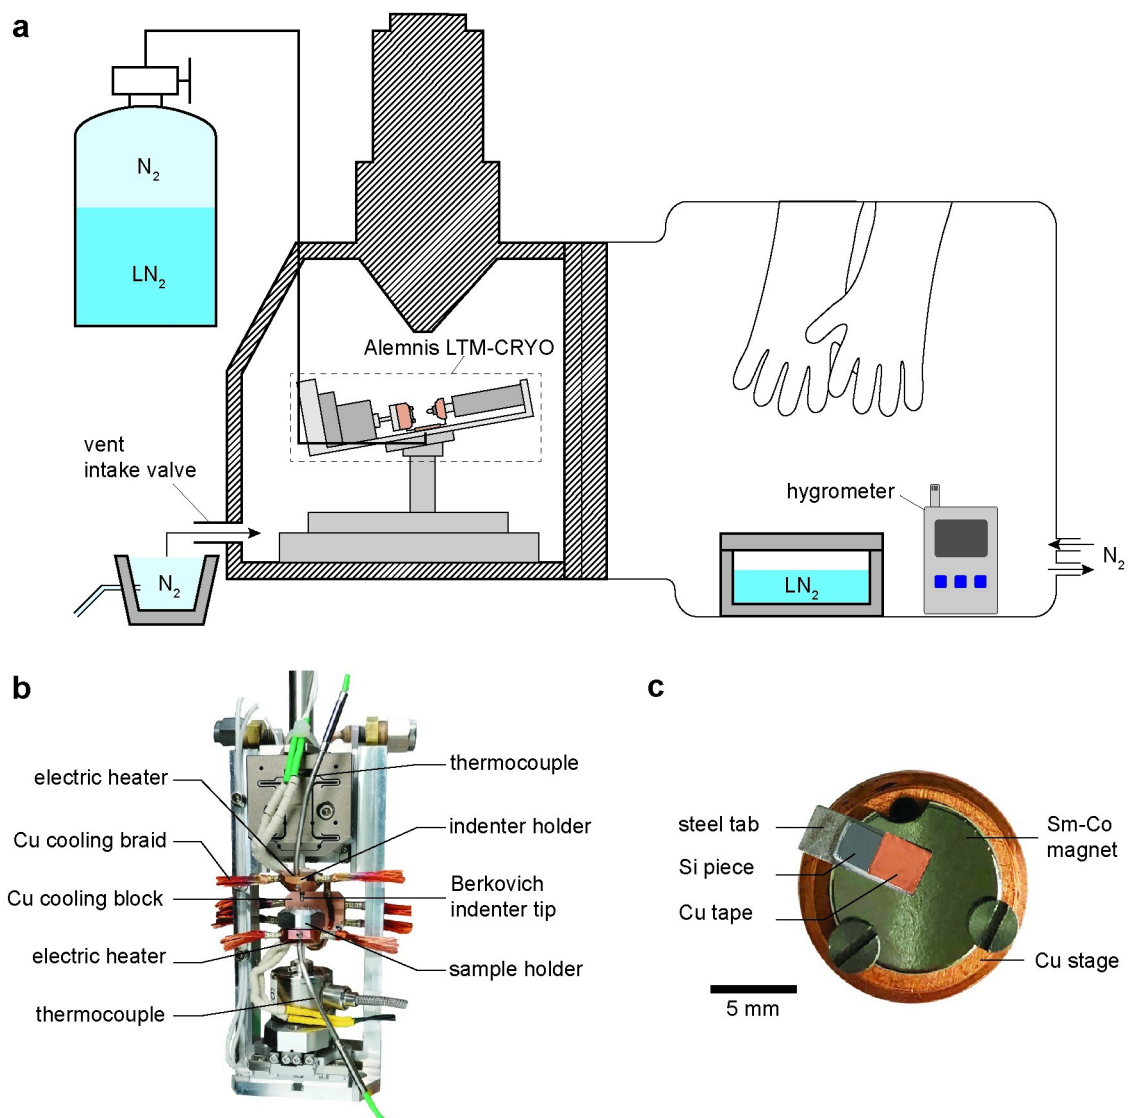 a
N2
LN2
Alemnis LTM-CRYO
vent
intake valve
N2
hygrometer
LN2
N2
b
electric heater
Cu cooling braid
Cu cooling block
electric heater
thermocouple
thermocouple
indenter holder
Berkovich
indenter tip
sample holder
c
steel tab
Si piece
Cu tape
Sm-Co
magnet
Cu stage
5 mm